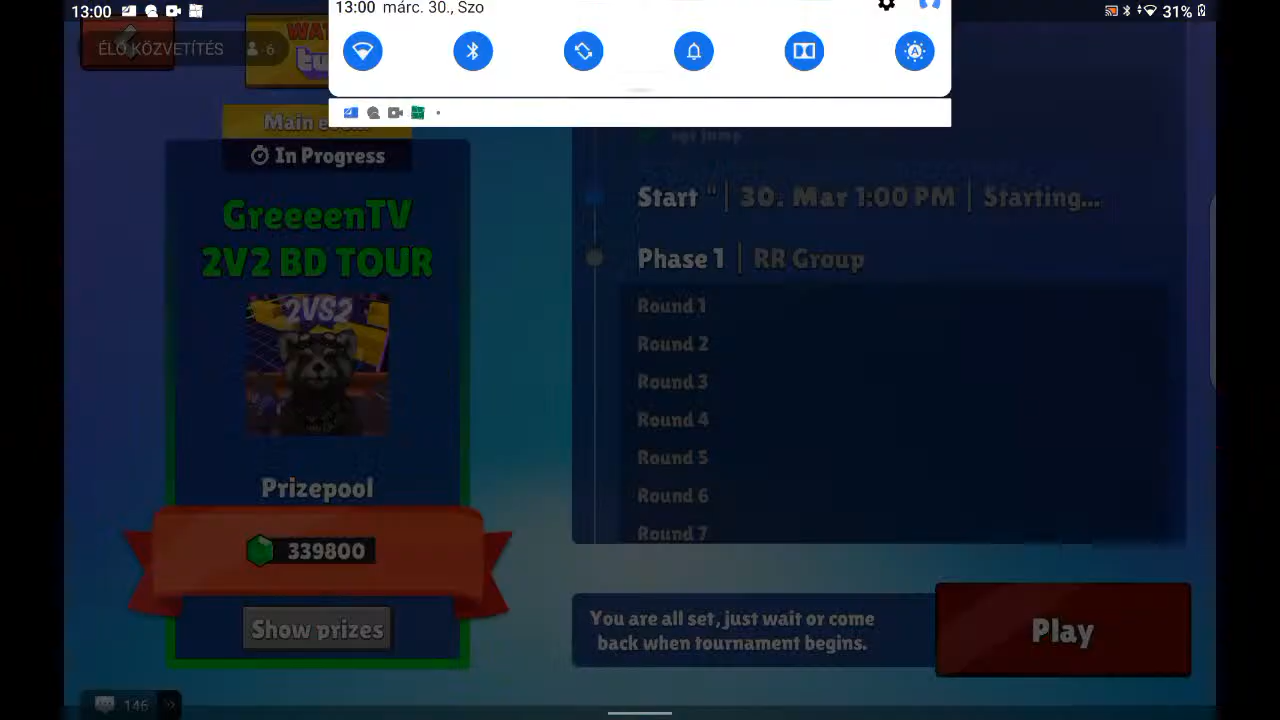 13:00
31%
13:00 márc. 30., Szo
ÉLŐ KÖZVETÍTÉS
6
In Progress
GreeeenTV
2V2 BD TOUR
2VS2
Prizepool
339800
Show prizes
146
Start " | 30. Mar 1:00 PM | Starting...
Phase 1 | RR Group
Round 1
Round 2
Round 3
Round 4
Round 5
Round 6
Round 7
You are all set, just wait or come
back when tournament begins.
Play